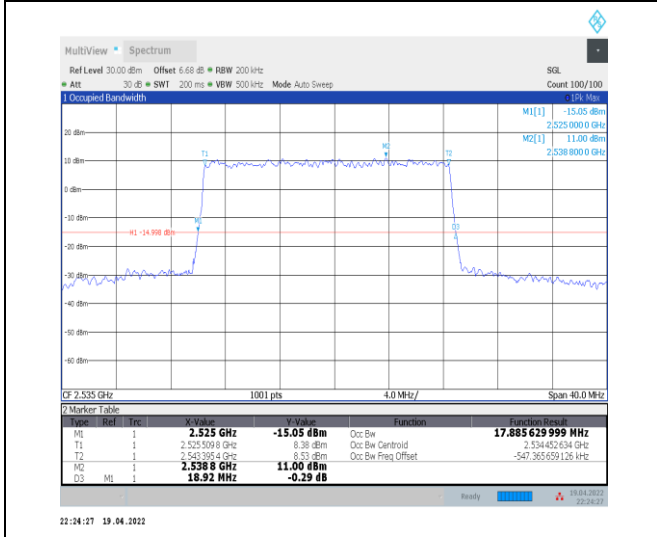 MultiView Spectrum
Ref Level 30.00 dBm Offset 6.68 dB RBW 200 kHz SGL
Att 30 dB SWT 200 ms VBW 500 kHz Mode Auto Sweep Count 100/100
1 Occupied Bandwidth 1Pk Max
M1[1] -15.05 dBm
2.525 000 0 GHz
M2[1] 11.00 dBm
2.538 800 0 GHz
20 dBm
T1 M2 T2
10 dBm
0 dBm
-10 dBm
M1
H1 -14.998 dBm D3
-20 dBm
-30 dBm
-40 dBm
-50 dBm
-60 dBm
CF 2.535 GHz 1001 pts 4.0 MHz/ Span 40.0 MHz
2 Marker Table
Type Ref Trc X-Value Y-Value Function Function Result
M1 1 2.525 GHz -15.05 dBm Occ Bw 17.885 629 999 MHz
T1 1 2.525 509 8 GHz 8.38 dBm Occ Bw Centroid 2.534 452 634 GHz
T2 1 2.543 395 4 GHz 8.53 dBm Occ Bw Freq Offset -547.365 659 126 kHz
M2 1 2.538 8 GHz 11.00 dBm
D3 M1 1 18.92 MHz -0.29 dB
Ready 19.04.2022
22:24:27
22:24:27 19.04.2022